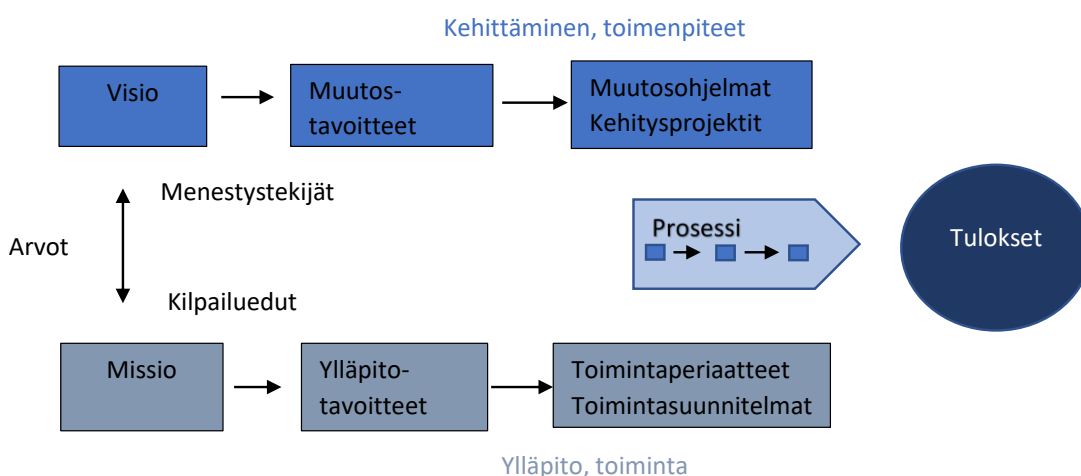 Kehittäminen, toimenpiteet
Visio
Muutos-
tavoitteet
Muutosohjelmat
Kehitysprojektit
Menestystekijät
Arvot
Prosessi
Tulokset
Kilpailuedut
Missio
Ylläpito-
tavoitteet
Toimintaperiaatteet
Toimintasuunnitelmat
Ylläpito, toiminta